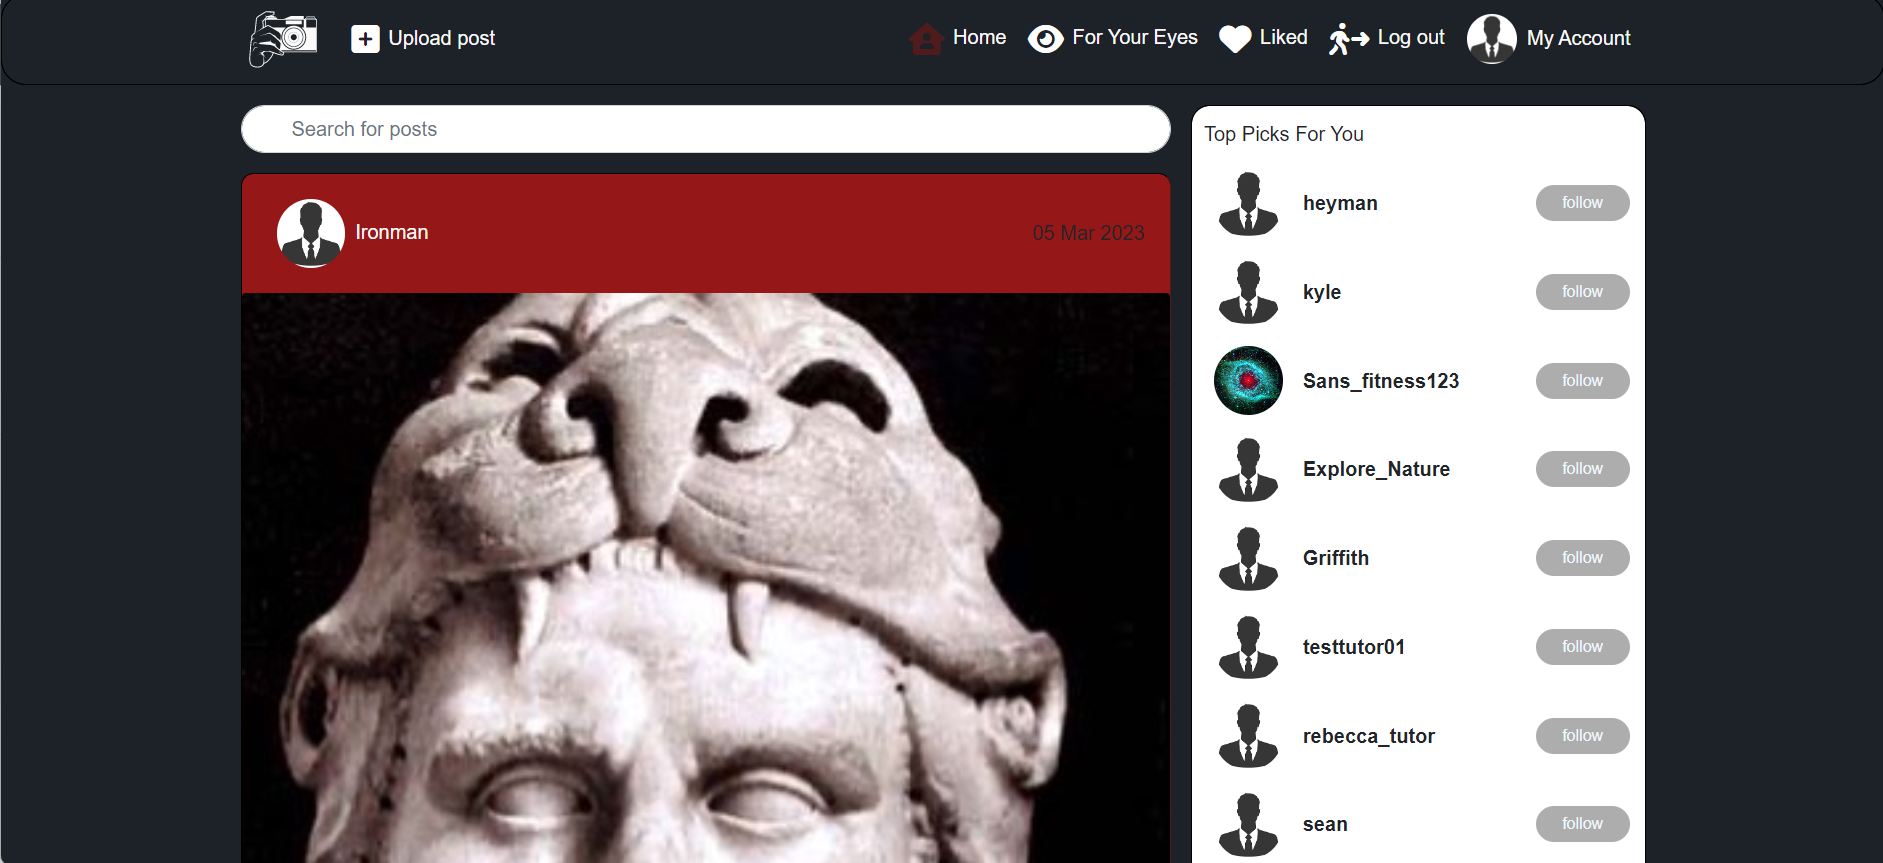 Upload post
Home
For Your Eyes
Liked
Log out
My Account
Search for posts
Ironman
05 Mar 2023
Top Picks For You
heyman
follow
kyle
follow
Sans_fitness123
follow
Explore_Nature
follow
Griffith
follow
testtutor01
follow
rebecca_tutor
follow
sean
follow